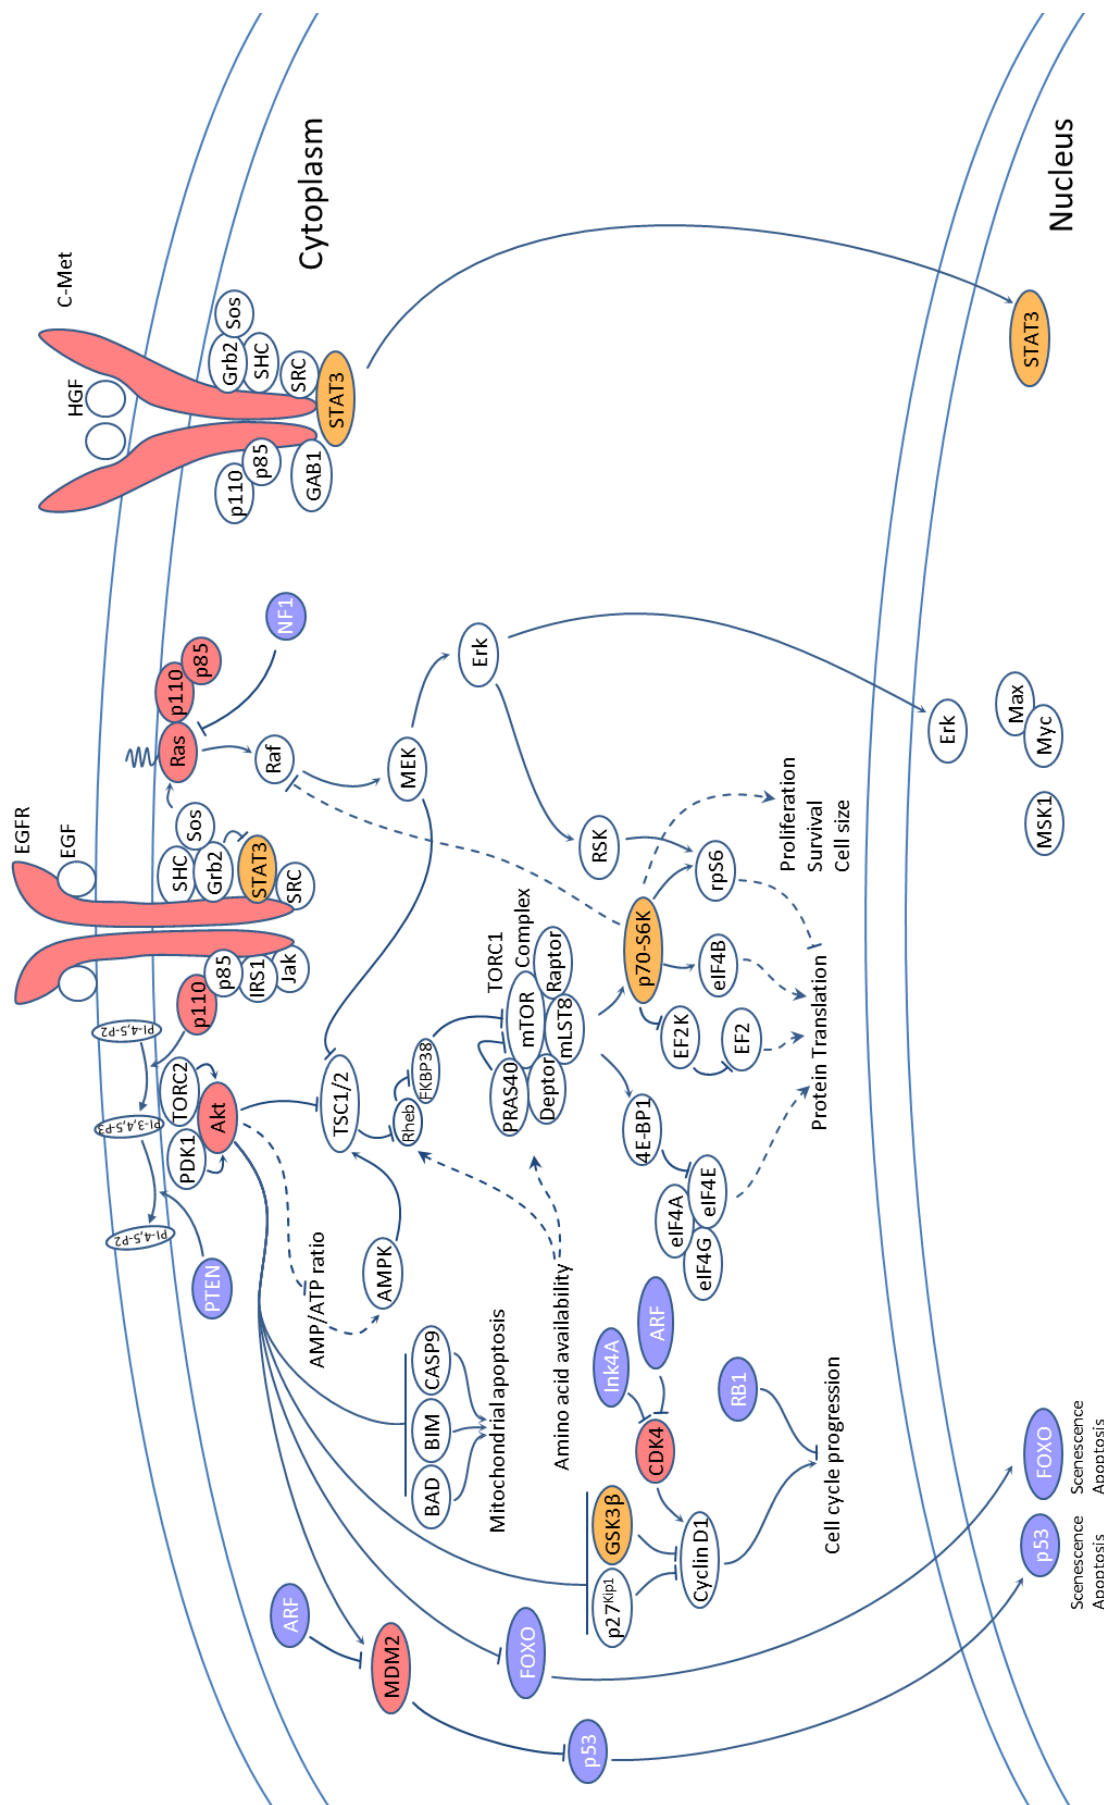 EGFR
EGF
C-Met
HGF
Cytoplasm
PI-4,5-P2
PI-3,4,5-P3
PI-4,5-P2
PTEN
PDK1
TORC2
Akt
p110
p85
IRS1
Jak
SHC
Grb2
Sos
STAT3
SRC
Ras
p110
p85
NF1
Raf
p110
p85
GAB1
Grb2
Sos
SHC
SRC
STAT3
ARF
MDM2
AMP/ATP ratio
AMPK
TSC1/2
Rheb
FKBP38
MEK
Erk
BAD
BIM
CASP9
Mitochondrial apoptosis
Amino acid availability
TORC1
Complex
PRAS40
mTOR
Raptor
Deptor
mLST8
RSK
FOXO
p53
p27Kip1
GSK3β
Ink4A
ARF
CDK4
Cyclin D1
RB1
Cell cycle progression
4E-BP1
eIF4A
eIF4E
eIF4G
p70-S6K
EF2K
EF2
eIF4B
rpS6
Protein Translation
Proliferation
Survival
Cell size
Nucleus
p53
Scenescence
Apoptosis
FOXO
Scenescence
Apoptosis
Erk
MSK1
Max
Myc
STAT3